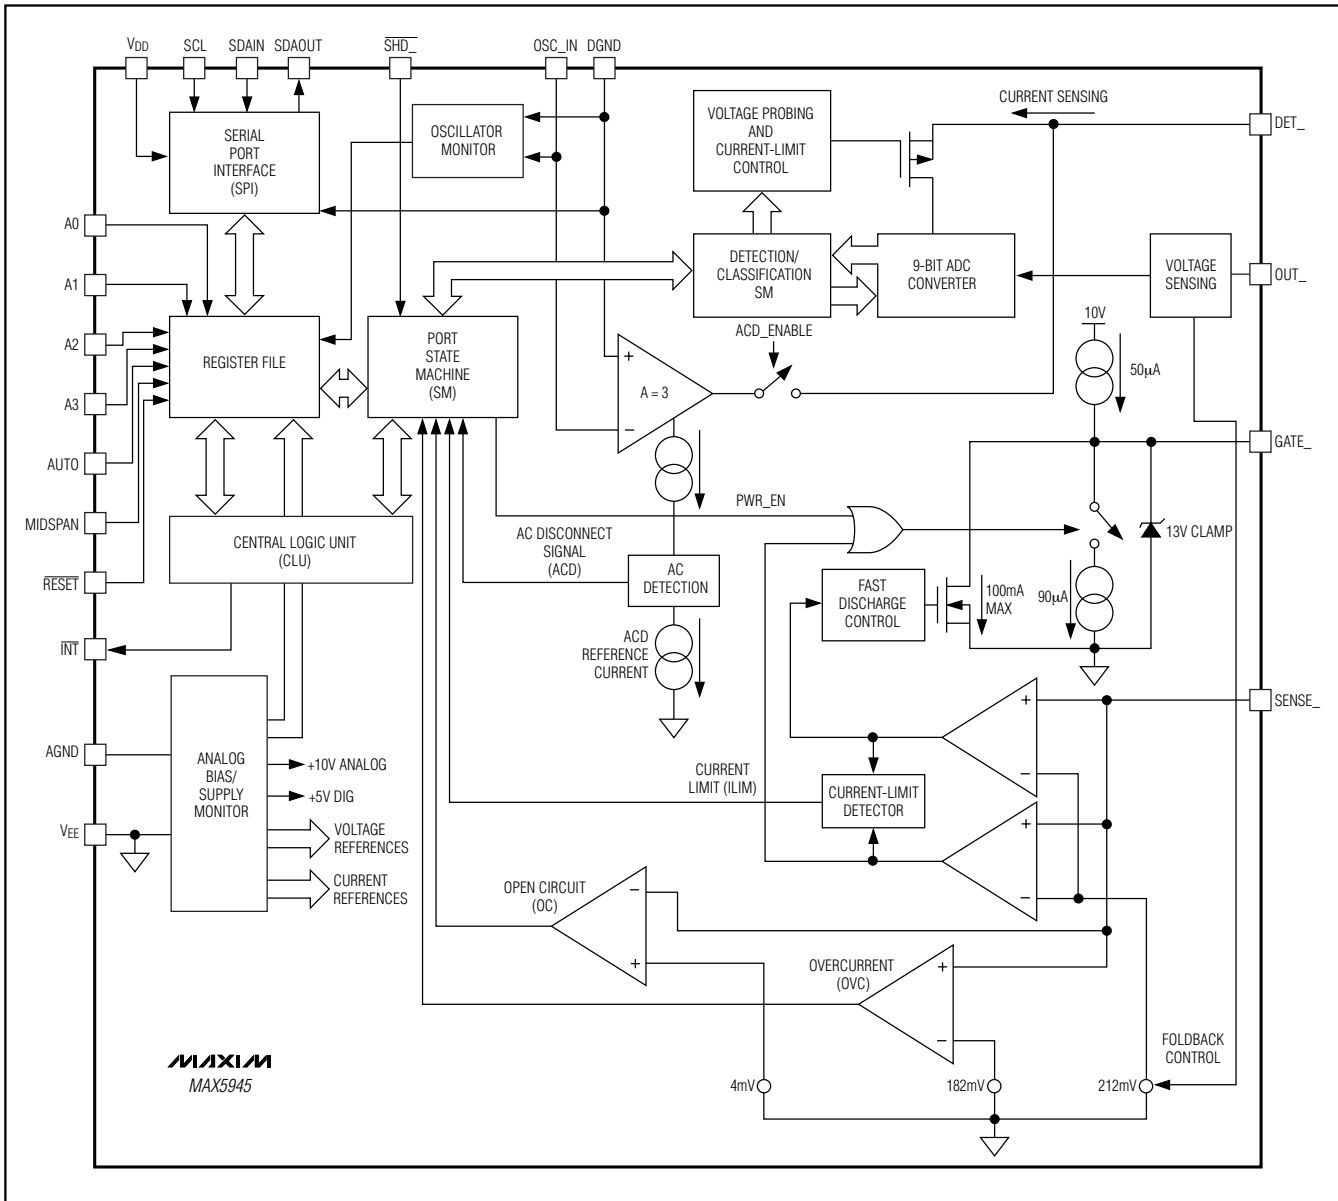 VDD
SCL
SDAIN
SDAOUT
SHD_
OSC_IN
DGND
CURRENT SENSING
DET_
SERIAL
PORT
INTERFACE
(SPI)
OSCILLATOR
MONITOR
VOLTAGE PROBING
AND
CURRENT-LIMIT
CONTROL
A0
A1
A2
A3
AUTO
MIDSPAN
RESET
INT
AGND
VEE
DETECTION/
CLASSIFICATION
SM
9-BIT ADC
CONVERTER
VOLTAGE
SENSING
OUT_
REGISTER FILE
PORT
STATE
MACHINE
(SM)
ACD_ENABLE
+
A = 3
−
10V
50µA
GATE_
PWR_EN
CENTRAL LOGIC UNIT
(CLU)
AC DISCONNECT
SIGNAL
(ACD)
AC
DETECTION
13V CLAMP
FAST
DISCHARGE
CONTROL
100mA
MAX
90µA
ACD
REFERENCE
CURRENT
ANALOG
BIAS/
SUPPLY
MONITOR
+10V ANALOG
+5V DIG
VOLTAGE
REFERENCES
CURRENT
REFERENCES
SENSE_
+
−
CURRENT
LIMIT (ILIM)
CURRENT-LIMIT
DETECTOR
+
−
OPEN CIRCUIT
(OC)
−
+
OVERCURRENT
(OVC)
+
−
FOLDBACK
CONTROL
4mV
182mV
212mV
MAXIM
MAX5945